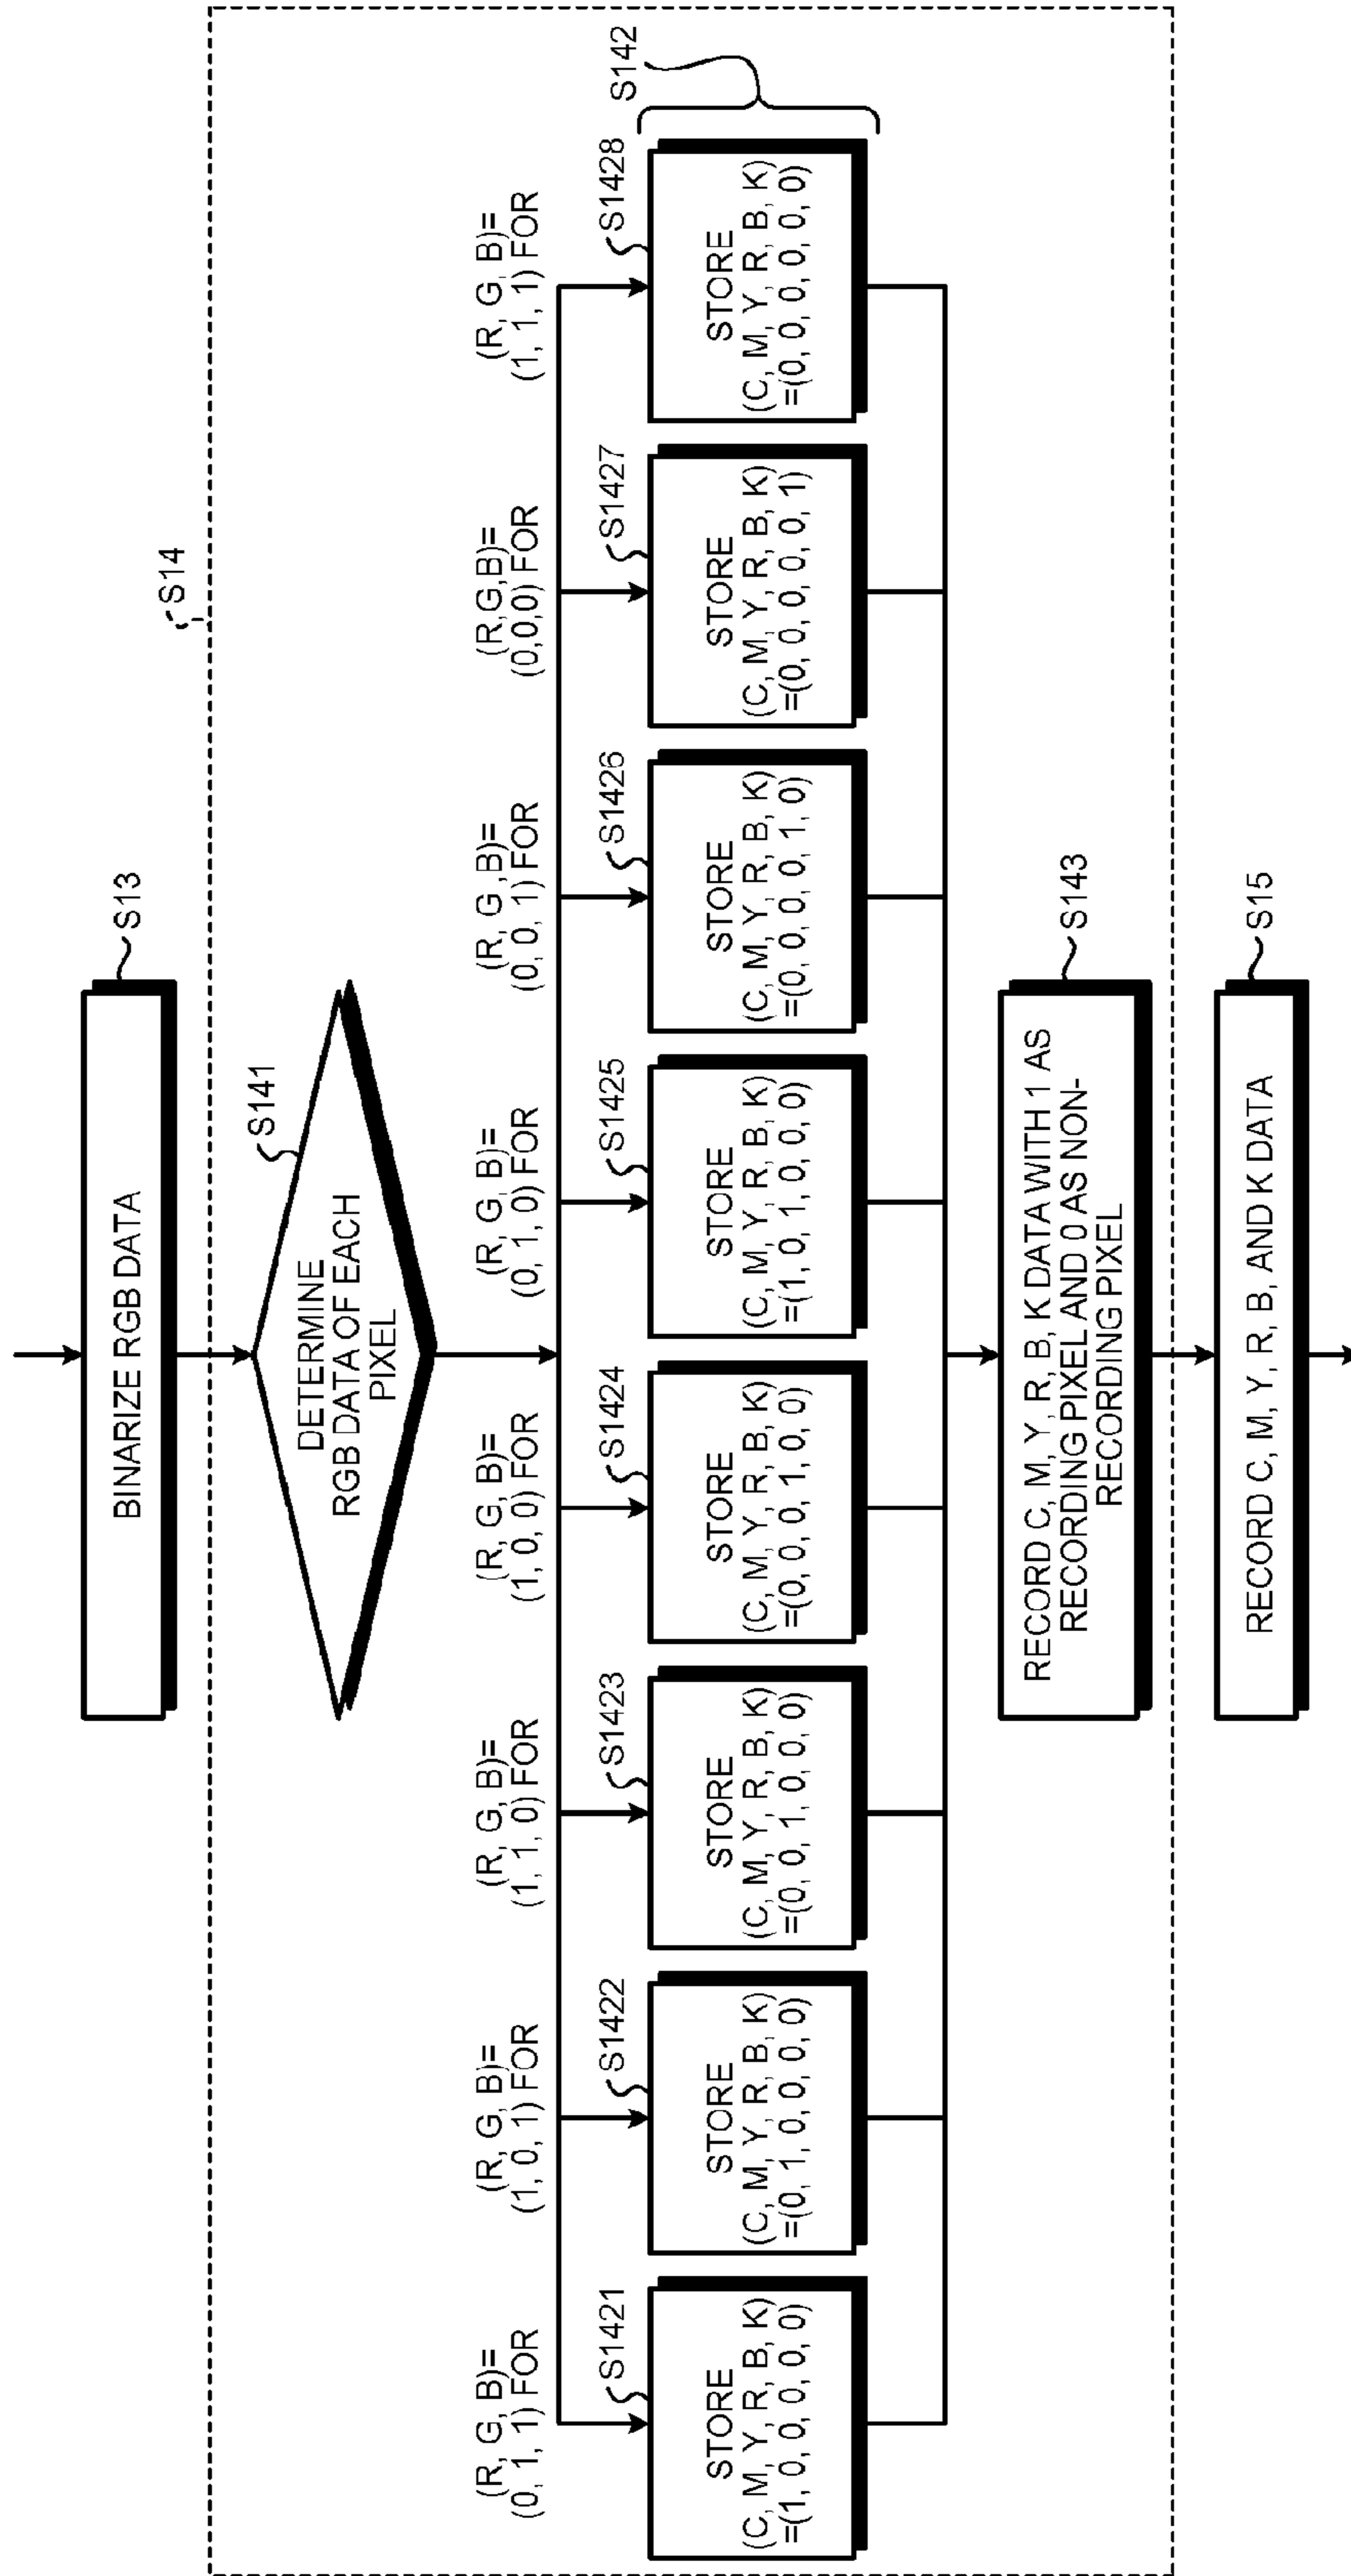 S13
BINARIZE RGB DATA
S14
S141
DETERMINE
RGB DATA OF EACH
PIXEL
(R, G, B)=
(0, 1, 1) FOR
(R, G, B)=
(1, 0, 1) FOR
(R, G, B)=
(1, 1, 0) FOR
(R, G, B)=
(1, 0, 0) FOR
(R, G, B)=
(0, 1, 0) FOR
(R, G ,B)=
(0, 0, 1) FOR
(R,G,B)=
(0,0,0) FOR
(R, G, B)=
(1, 1, 1) FOR
S142
S1421
STORE
(C, M, Y, R, B, K)
=(1, 0, 0, 0, 0, 0)
S1422
STORE
(C, M, Y, R, B, K)
=(0, 1, 0, 0, 0, 0)
S1423
STORE
(C, M, Y, R, B, K)
=(0, 0, 1, 0, 0, 0)
S1424
STORE
(C, M, Y, R, B, K)
=(0, 0, 0, 1, 0, 0)
S1425
STORE
(C, M, Y, R, B, K)
=(1, 0, 1, 0, 0, 0)
S1426
STORE
(C, M, Y, R, B, K)
=(0, 0, 0, 0, 1, 0)
S1427
STORE
(C, M, Y, R, B, K)
=(0, 0, 0, 0, 0, 1)
S1428
STORE
(C, M, Y, R, B, K)
=(0, 0, 0, 0, 0, 0)
S143
RECORD C, M, Y, R, B, K DATA WITH 1 AS
RECORDING PIXEL AND 0 AS NON-
RECORDING PIXEL
S15
RECORD C, M, Y, R, B, AND K DATA